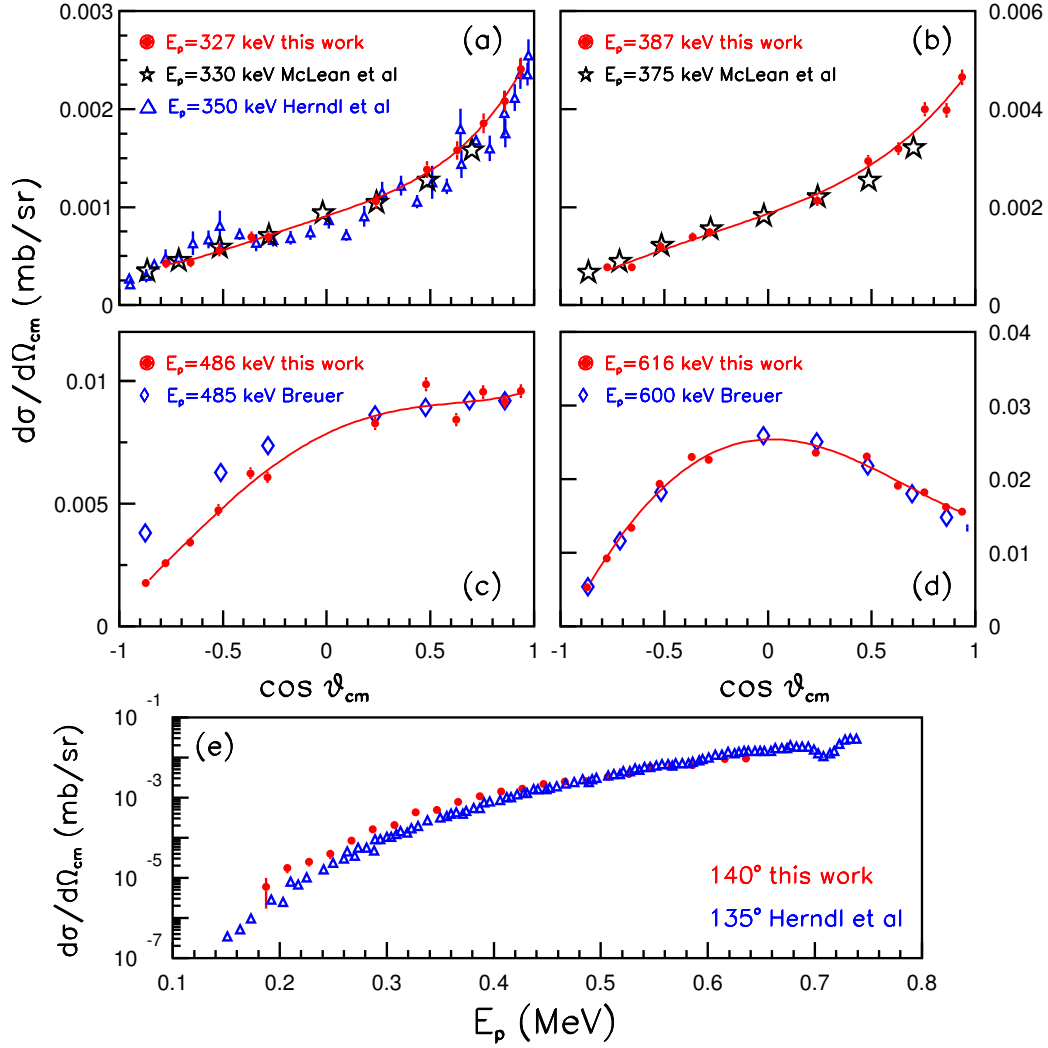 0.003
0.002
0.001
0
(a)
E_p=327 keV this work
E_p=330 keV McLean et al
E_p=350 keV Herndl et al
(b)
E_p=387 keV this work
E_p=375 keV McLean et al
0.006
0.004
0.002
0
dσ/dΩ_cm (mb/sr)
0.01
0.005
0
E_p=486 keV this work
E_p=485 keV Breuer
(c)
E_p=616 keV this work
E_p=600 keV Breuer
(d)
0.04
0.03
0.02
0.01
0
-1 -0.5 0 0.5 1
-1 -0.5 0 0.5 1
cos ϑ_cm
cos ϑ_cm
dσ/dΩ_cm (mb/sr)
10^-1
10^-3
10^-5
10^-7
(e)
140° this work
135° Herndl et al
0.1 0.2 0.3 0.4 0.5 0.6 0.7 0.8
E_p (MeV)